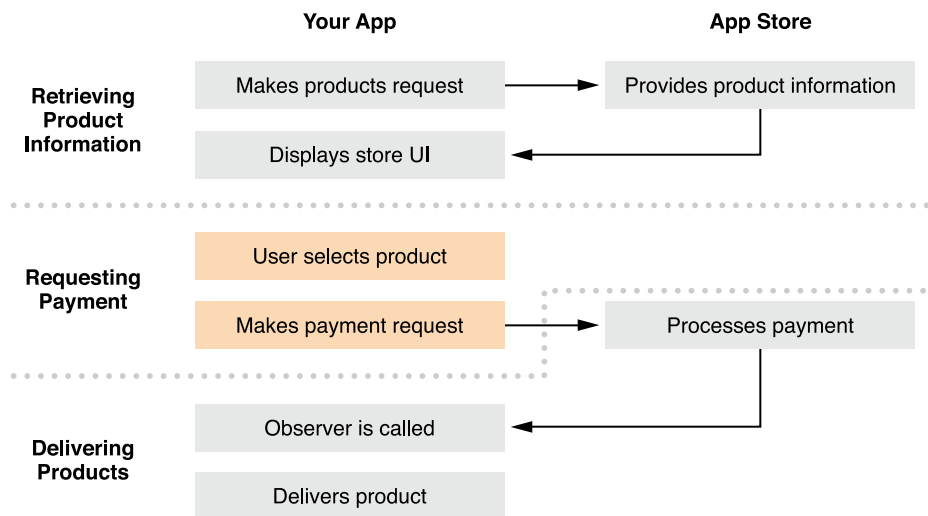 Your App
App Store
Retrieving
Product
Information
Makes products request
Provides product information
Displays store UI
Requesting
Payment
User selects product
Makes payment request
Processes payment
Delivering
Products
Observer is called
Delivers product